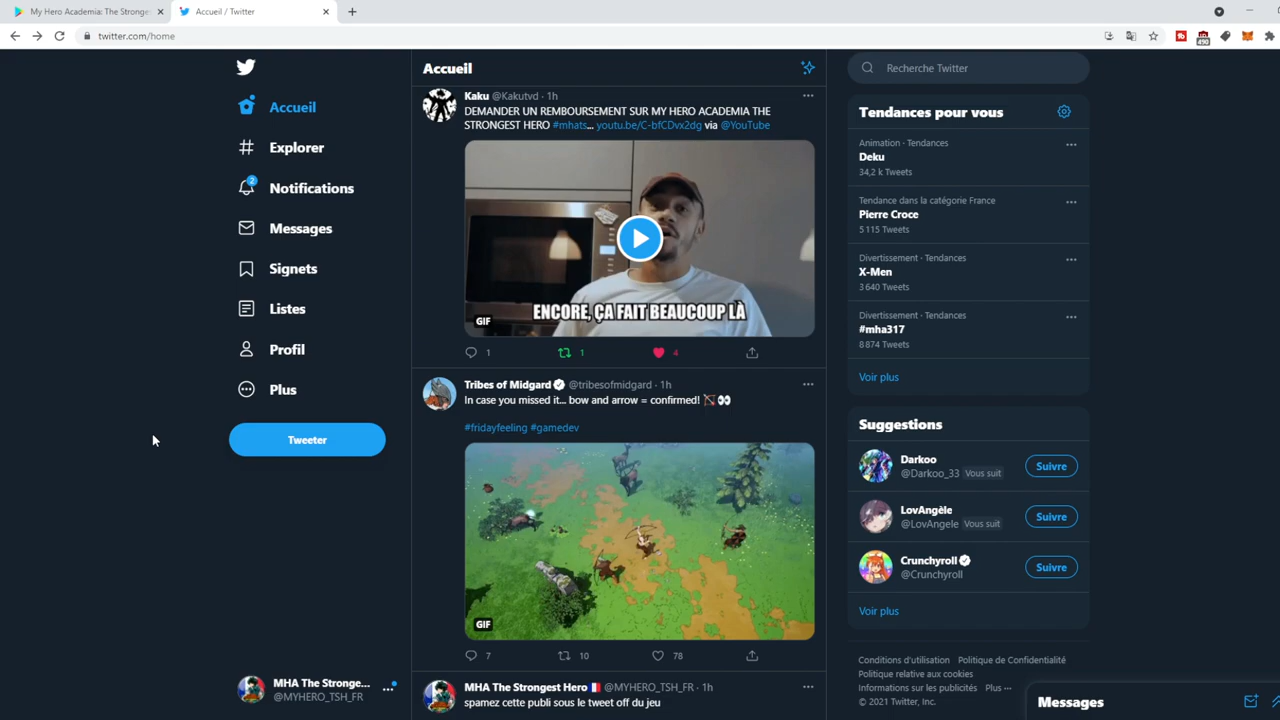 My Hero Academia: The Stronges
Accueil / Twitter
twitter.com/home
450
Accueil
Explorer
2
Notifications
Messages
Signets
Listes
Profil
Plus
Tweeter
MHA The Stronge...
@MYHERO_TSH_FR
Accueil
Kaku @Kakutvd · 1h
DEMANDER UN REMBOURSEMENT SUR MY HERO ACADEMIA THE
STRONGEST HERO #mhats... youtu.be/C-bfCDvx2dg via @YouTube
ENCORE, ÇA FAIT BEAUCOUP LÀ
GIF
1 1 4
Tribes of Midgard @tribesofmidgard · 1h
In case you missed it... bow and arrow = confirmed!
#fridayfeeling #gamedev
GIF
7 10 78
MHA The Strongest Hero @MYHERO_TSH_FR · 1h
spamez cette publi sous le tweet off du jeu
Recherche Twitter
Tendances pour vous
Animation · Tendances
Deku
34,2 k Tweets
Tendance dans la catégorie France
Pierre Croce
5 115 Tweets
Divertissement · Tendances
X-Men
3 640 Tweets
Divertissement · Tendances
#mha317
8 874 Tweets
Voir plus
Suggestions
Darkoo
@Darkoo_33 Vous suit
Suivre
LovAngèle
@LovAngele Vous suit
Suivre
Crunchyroll
@Crunchyroll
Suivre
Voir plus
Conditions d'utilisation Politique de Confidentialité
Politique relative aux cookies
Informations sur les publicités Plus ···
© 2021 Twitter, Inc.
Messages